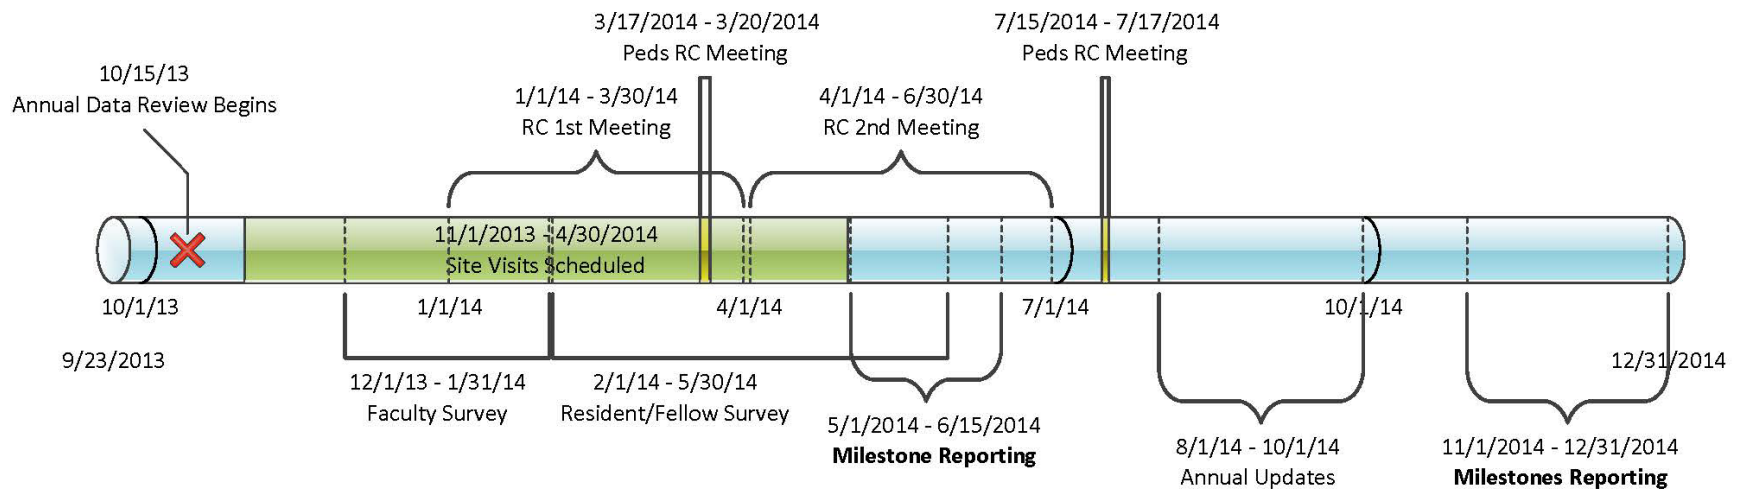 3/17/2014 - 3/20/2014
Peds RC Meeting
7/15/2014 - 7/17/2014
Peds RC Meeting
10/15/13
Annual Data Review Begins
1/1/14 - 3/30/14
RC 1st Meeting
4/1/14 - 6/30/14
RC 2nd Meeting
11/1/2013 - 4/30/2014
Site Visits Scheduled
10/1/13
1/1/14
4/1/14
7/1/14
10/1/14
9/23/2013
12/31/2014
12/1/13 - 1/31/14
Faculty Survey
2/1/14 - 5/30/14
Resident/Fellow Survey
5/1/2014 - 6/15/2014
Milestone Reporting
8/1/14 - 10/1/14
Annual Updates
11/1/2014 - 12/31/2014
Milestones Reporting